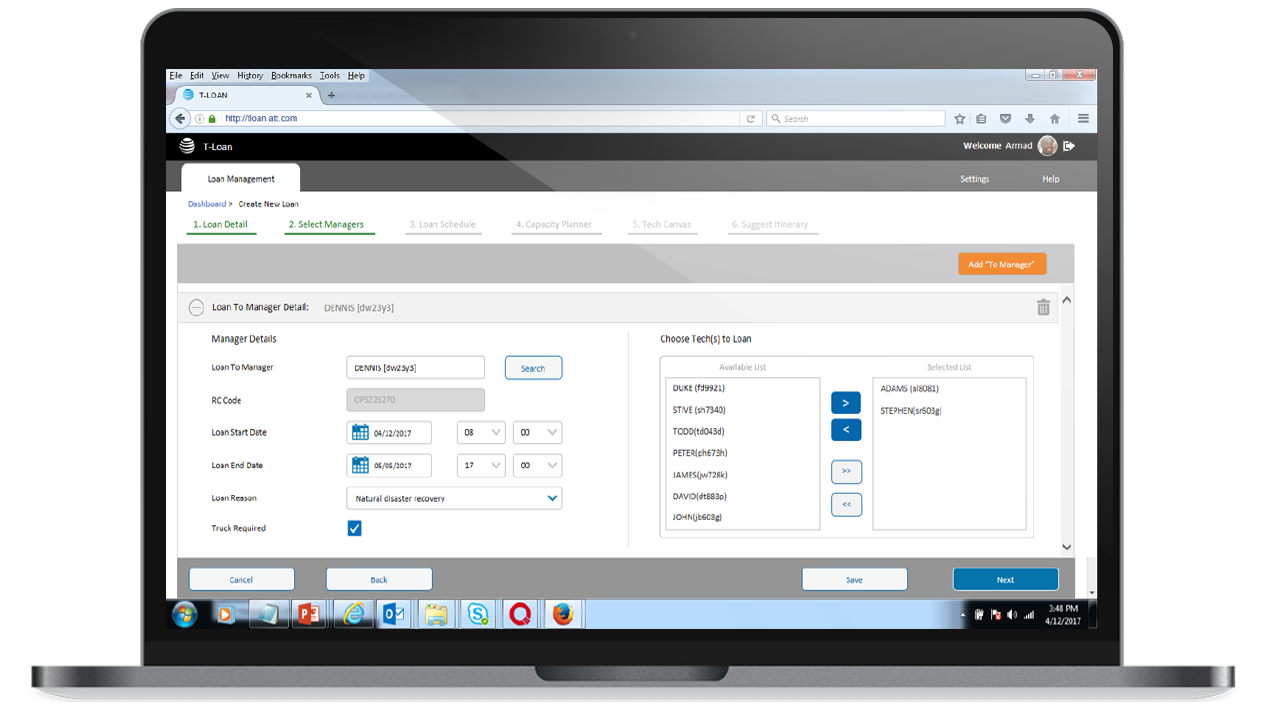 File Edit View History Bookmarks Tools Help
T-LOAN × +
http://tloan.att.com Search
T-Loan Welcome Armad
Loan Management Settings Help
Dashboard > Create New Loan
1. Loan Detail 2. Select Managers 3. Loan Schedule 4. Capacity Planner 5. Tech Canvas 6. Suggest Itinerary
Add "To Manager"
Loan To Manager Detail: DENNIS [dw23y3]
Manager Details Choose Tech(s) to Loan
Loan To Manager DENNIS [dw23y3] Search Available List Selected List
DUKE (fd9921) ADAMS (al8081)
RC Code OPS226270 > STIVE (sh7340) STEPHEN(sr603g)
Loan Start Date 04/12/2017 08 00 TODD(td043d) <
PETER(ph673h)
Loan End Date 05/05/2017 17 00 JAMES(jw728k) >>
Loan Reason Natural disaster recovery DAVID(dt883p) <<
Truck Required JOHN(jb603g)
Cancel Back Save Next
3:48 PM
4/12/2017